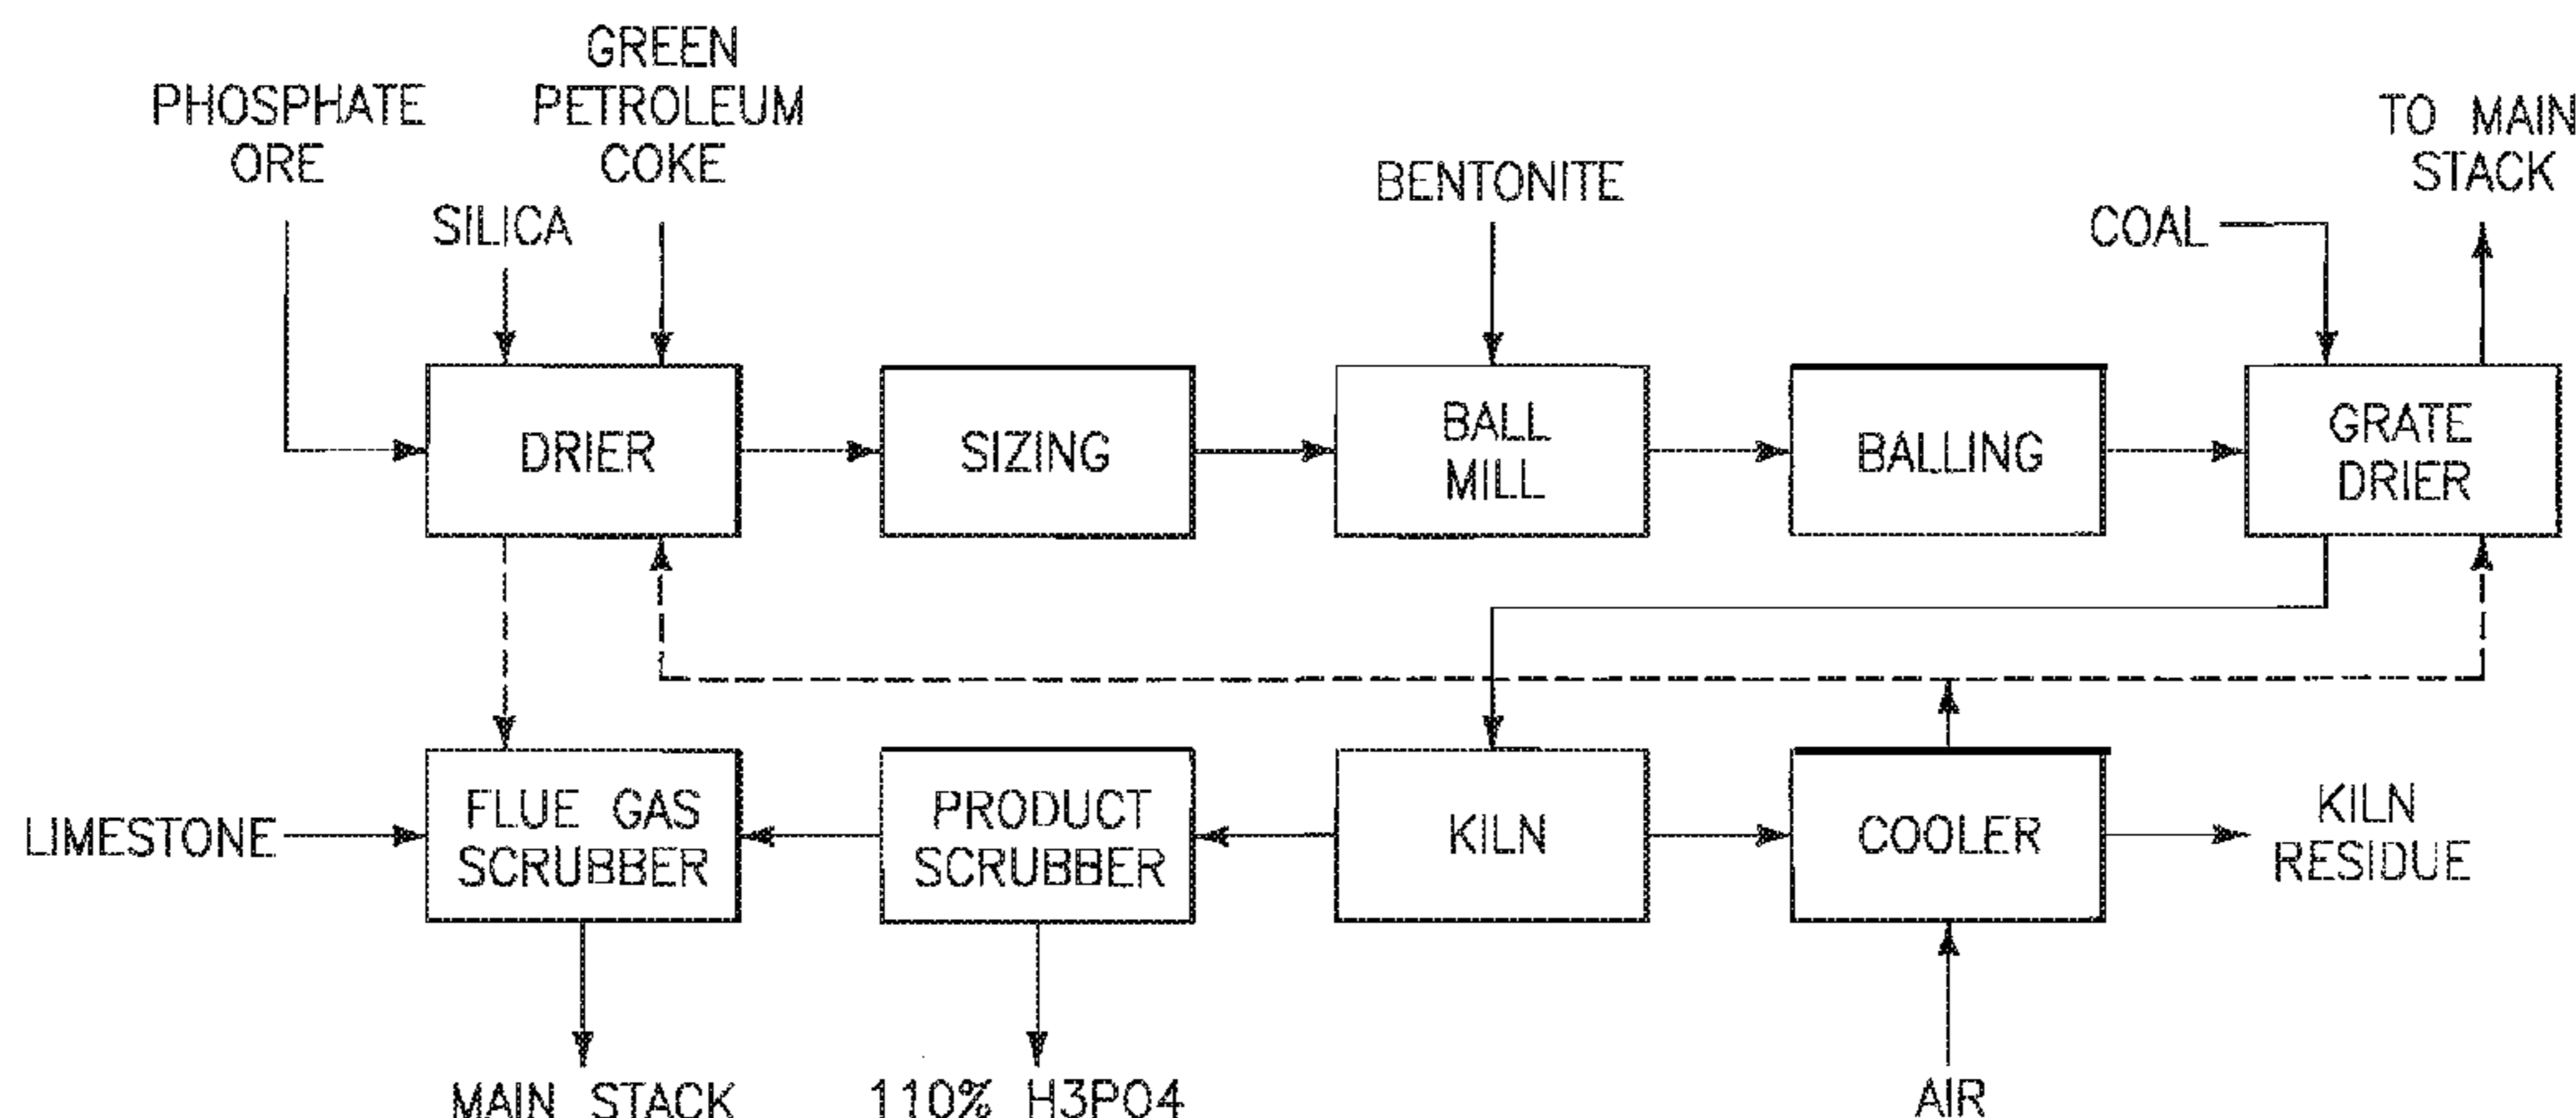 GREEN
PETROLEUM
COKE
PHOSPHATE
ORE
SILICA
BENTONITE
COAL
TO MAIN
STACK
DRIER
SIZING
BALL
MILL
BALLING
GRATE
DRIER
LIMESTONE
FLUE GAS
SCRUBBER
PRODUCT
SCRUBBER
KILN
COOLER
KILN
RESIDUE
MAIN STACK
110% H3PO4
AIR